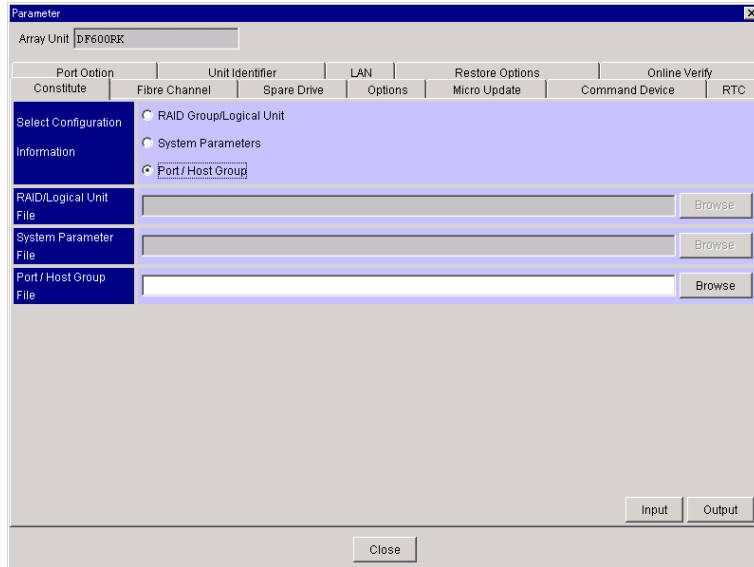 Parameter
Array Unit DF600RK
Port Option Unit Identifier LAN Restore Options Online Verify
Constitute Fibre Channel Spare Drive Options Micro Update Command Device RTC
Select Configuration
Information
RAID Group/Logical Unit
System Parameters
Port / Host Group
RAID/Logical Unit
File
Browse
System Parameter
File
Browse
Port / Host Group
File
Browse
Input Output
Close